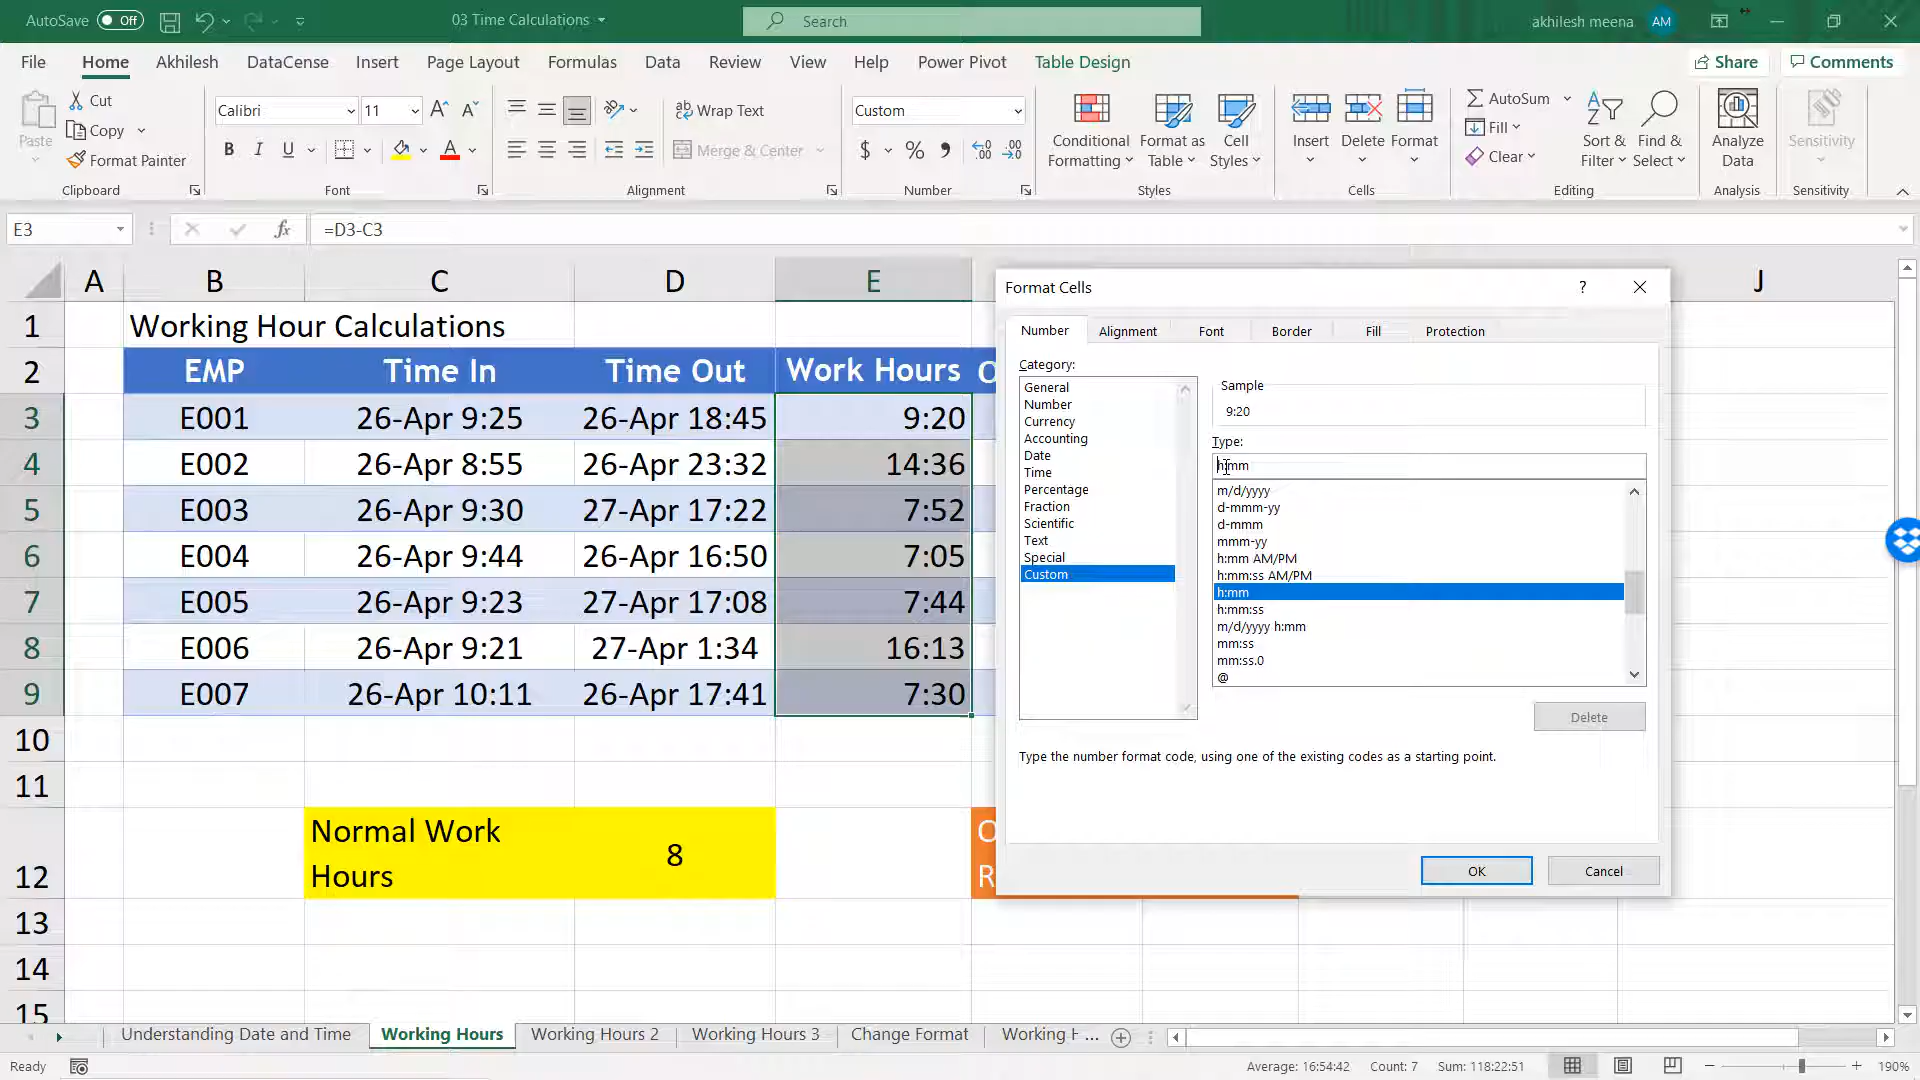 AutoSave Off
03 Time Calculations
Search
akhilesh meena AM
File Home Akhilesh DataCense Insert Page Layout Formulas Data Review View Help Power Pivot Table Design
Share Comments
Paste
Cut
Copy
Format Painter
Clipboard
Calibri 11
B I U
Font
Wrap Text
Merge & Center
Alignment
Custom
$ %
Number
Conditional Formatting
Format as Table
Cell Styles
Styles
Insert Delete Format
Cells
AutoSum
Fill
Clear
Sort & Filter
Find & Select
Editing
Analyze Data
Analysis
Sensitivity
Sensitivity
E3 fx =D3-C3
A B C D E J
1 Working Hour Calculations
2 EMP Time In Time Out Work Hours O
3 E001 26-Apr 9:25 26-Apr 18:45 9:20
4 E002 26-Apr 8:55 26-Apr 23:32 14:36
5 E003 26-Apr 9:30 27-Apr 17:22 7:52
6 E004 26-Apr 9:44 26-Apr 16:50 7:05
7 E005 26-Apr 9:23 27-Apr 17:08 7:44
8 E006 26-Apr 9:21 27-Apr 1:34 16:13
9 E007 26-Apr 10:11 26-Apr 17:41 7:30
10
11
Normal Work
12 Hours 8
O
R
13
14
15
Format Cells ?
Number Alignment Font Border Fill Protection
Category:
General
Number
Currency
Accounting
Date
Time
Percentage
Fraction
Scientific
Text
Special
Custom
Sample
9:20
Type:
h:mm
m/d/yyyy
d-mmm-yy
d-mmm
mmm-yy
h:mm AM/PM
h:mm:ss AM/PM
h:mm
h:mm:ss
m/d/yyyy h:mm
mm:ss
mm:ss.0
@
Delete
Type the number format code, using one of the existing codes as a starting point.
OK Cancel
Understanding Date and Time Working Hours Working Hours 2 Working Hours 3 Change Format Working H ...
Ready
Average: 16:54:42 Count: 7 Sum: 118:22:51
190%